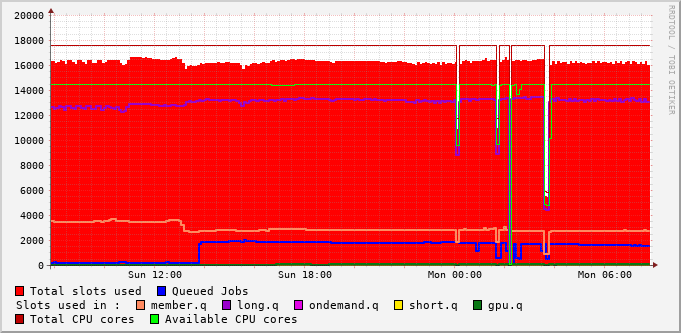 20000
18000
16000
14000
12000
10000
8000
6000
4000
2000
0
Sun 12:00 Sun 18:00 Mon 00:00 Mon 06:00
Total slots used Queued Jobs
Slots used in : member.q long.q ondemand.q short.q gpu.q
Total CPU cores Available CPU cores
RRDTOOL / TOBI OETIKER